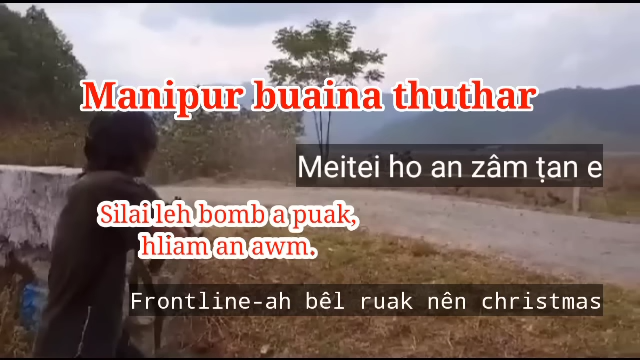 Manipur buaina thuthar
Meitei ho an zâm ṭan e
Silai leh bomb a puak,
hliam an awm.
Frontline-ah bêl ruak nên christmas